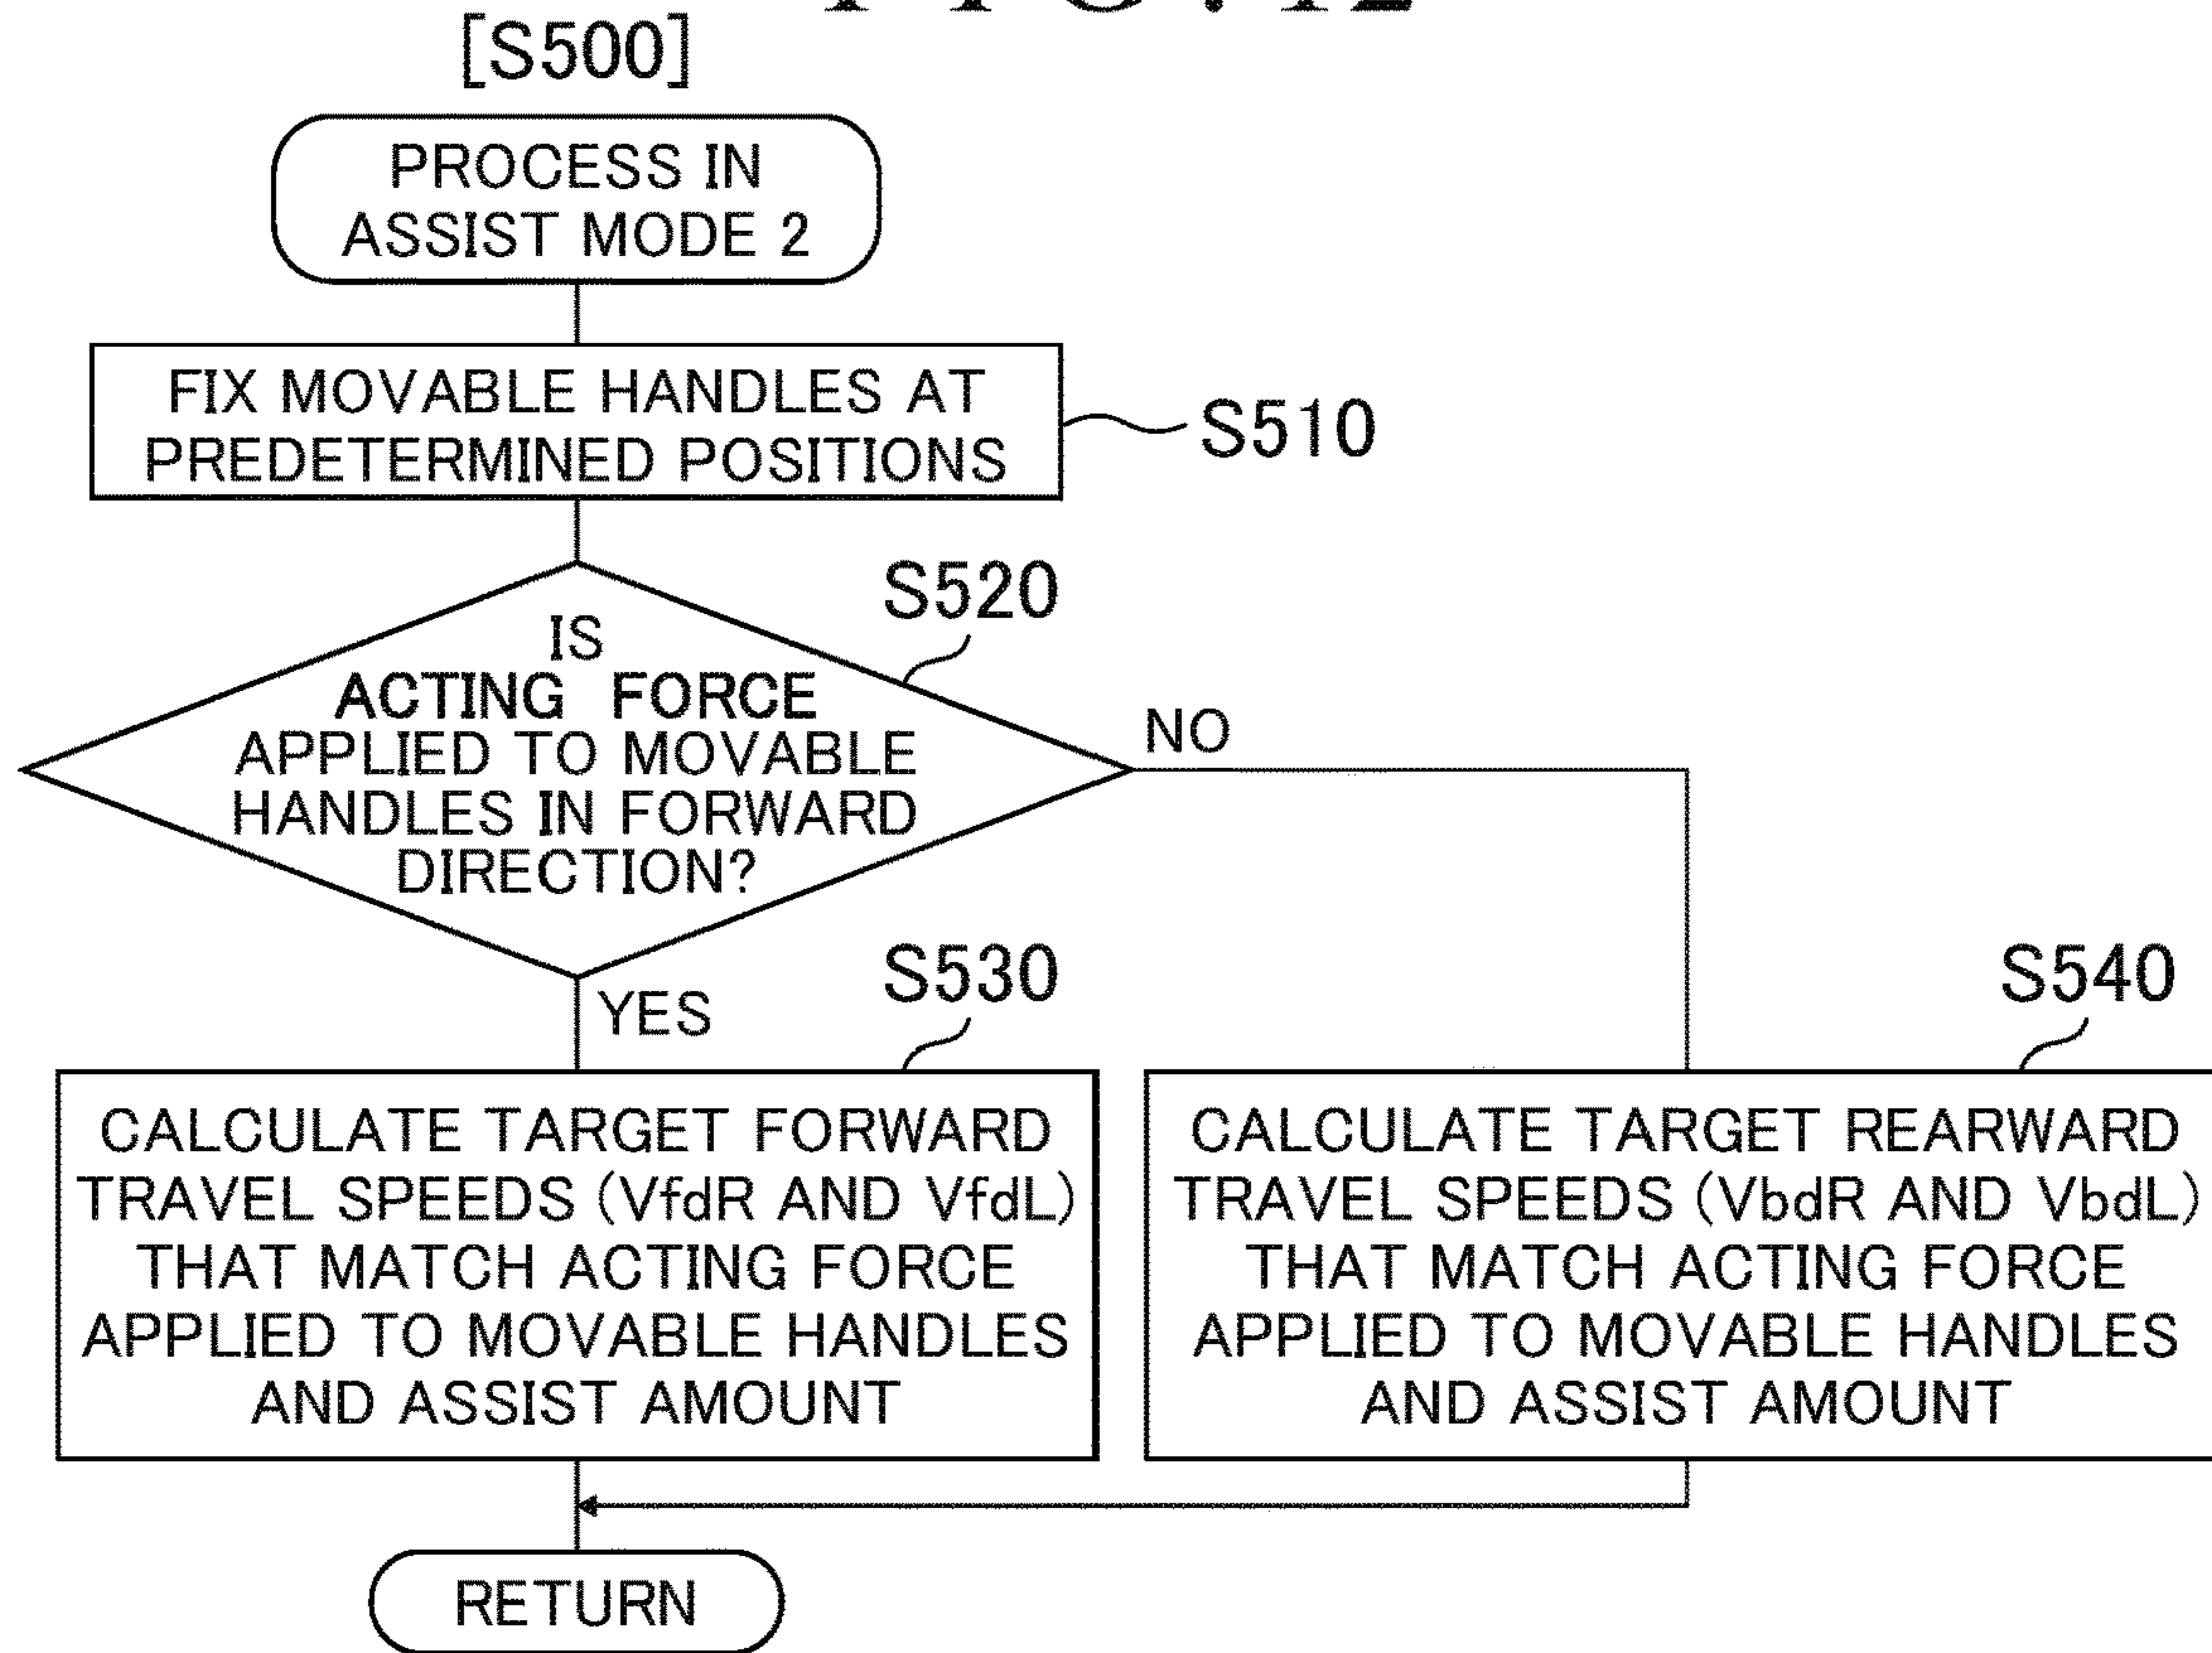 [S500]
PROCESS IN
ASSIST MODE 2
FIX MOVABLE HANDLES AT
PREDETERMINED POSITIONS
S510
S520
IS
ACTING FORCE
APPLIED TO MOVABLE
HANDLES IN FORWARD
DIRECTION?
NO
YES
S530
CALCULATE TARGET FORWARD
TRAVEL SPEEDS (VfdR AND VfdL)
THAT MATCH ACTING FORCE
APPLIED TO MOVABLE HANDLES
AND ASSIST AMOUNT
S540
CALCULATE TARGET REARWARD
TRAVEL SPEEDS (VbdR AND VbdL)
THAT MATCH ACTING FORCE
APPLIED TO MOVABLE HANDLES
AND ASSIST AMOUNT
RETURN